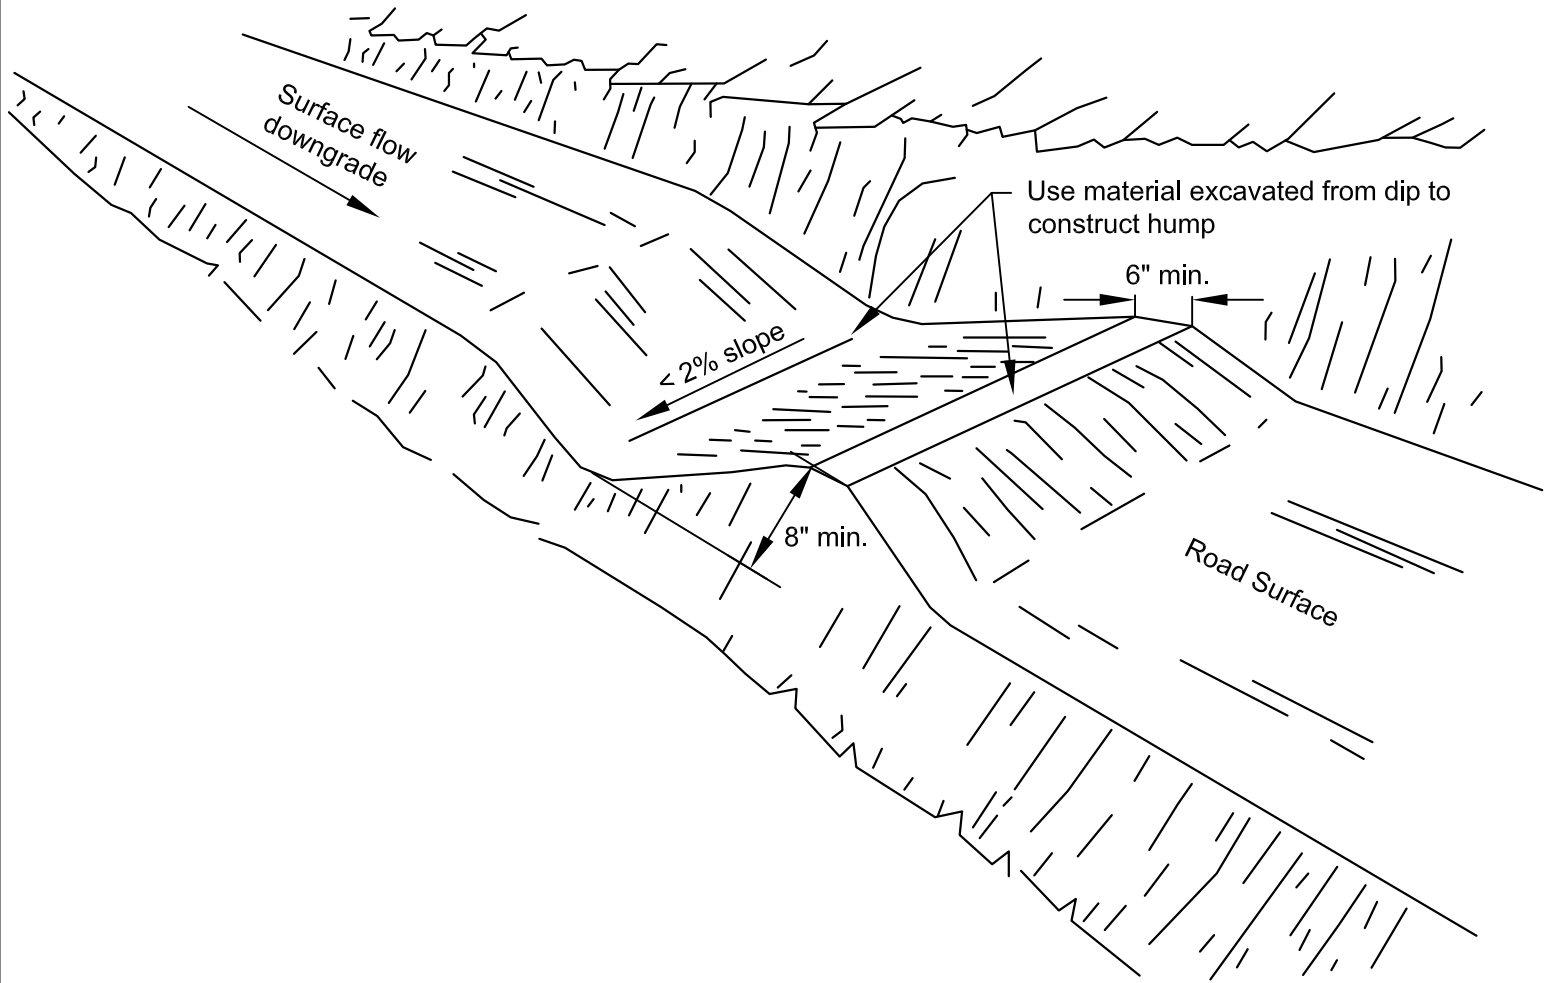 Surface flow
downgrade
Use material excavated from dip to
construct hump
6" min.
< 2% slope
8" min.
Road Surface